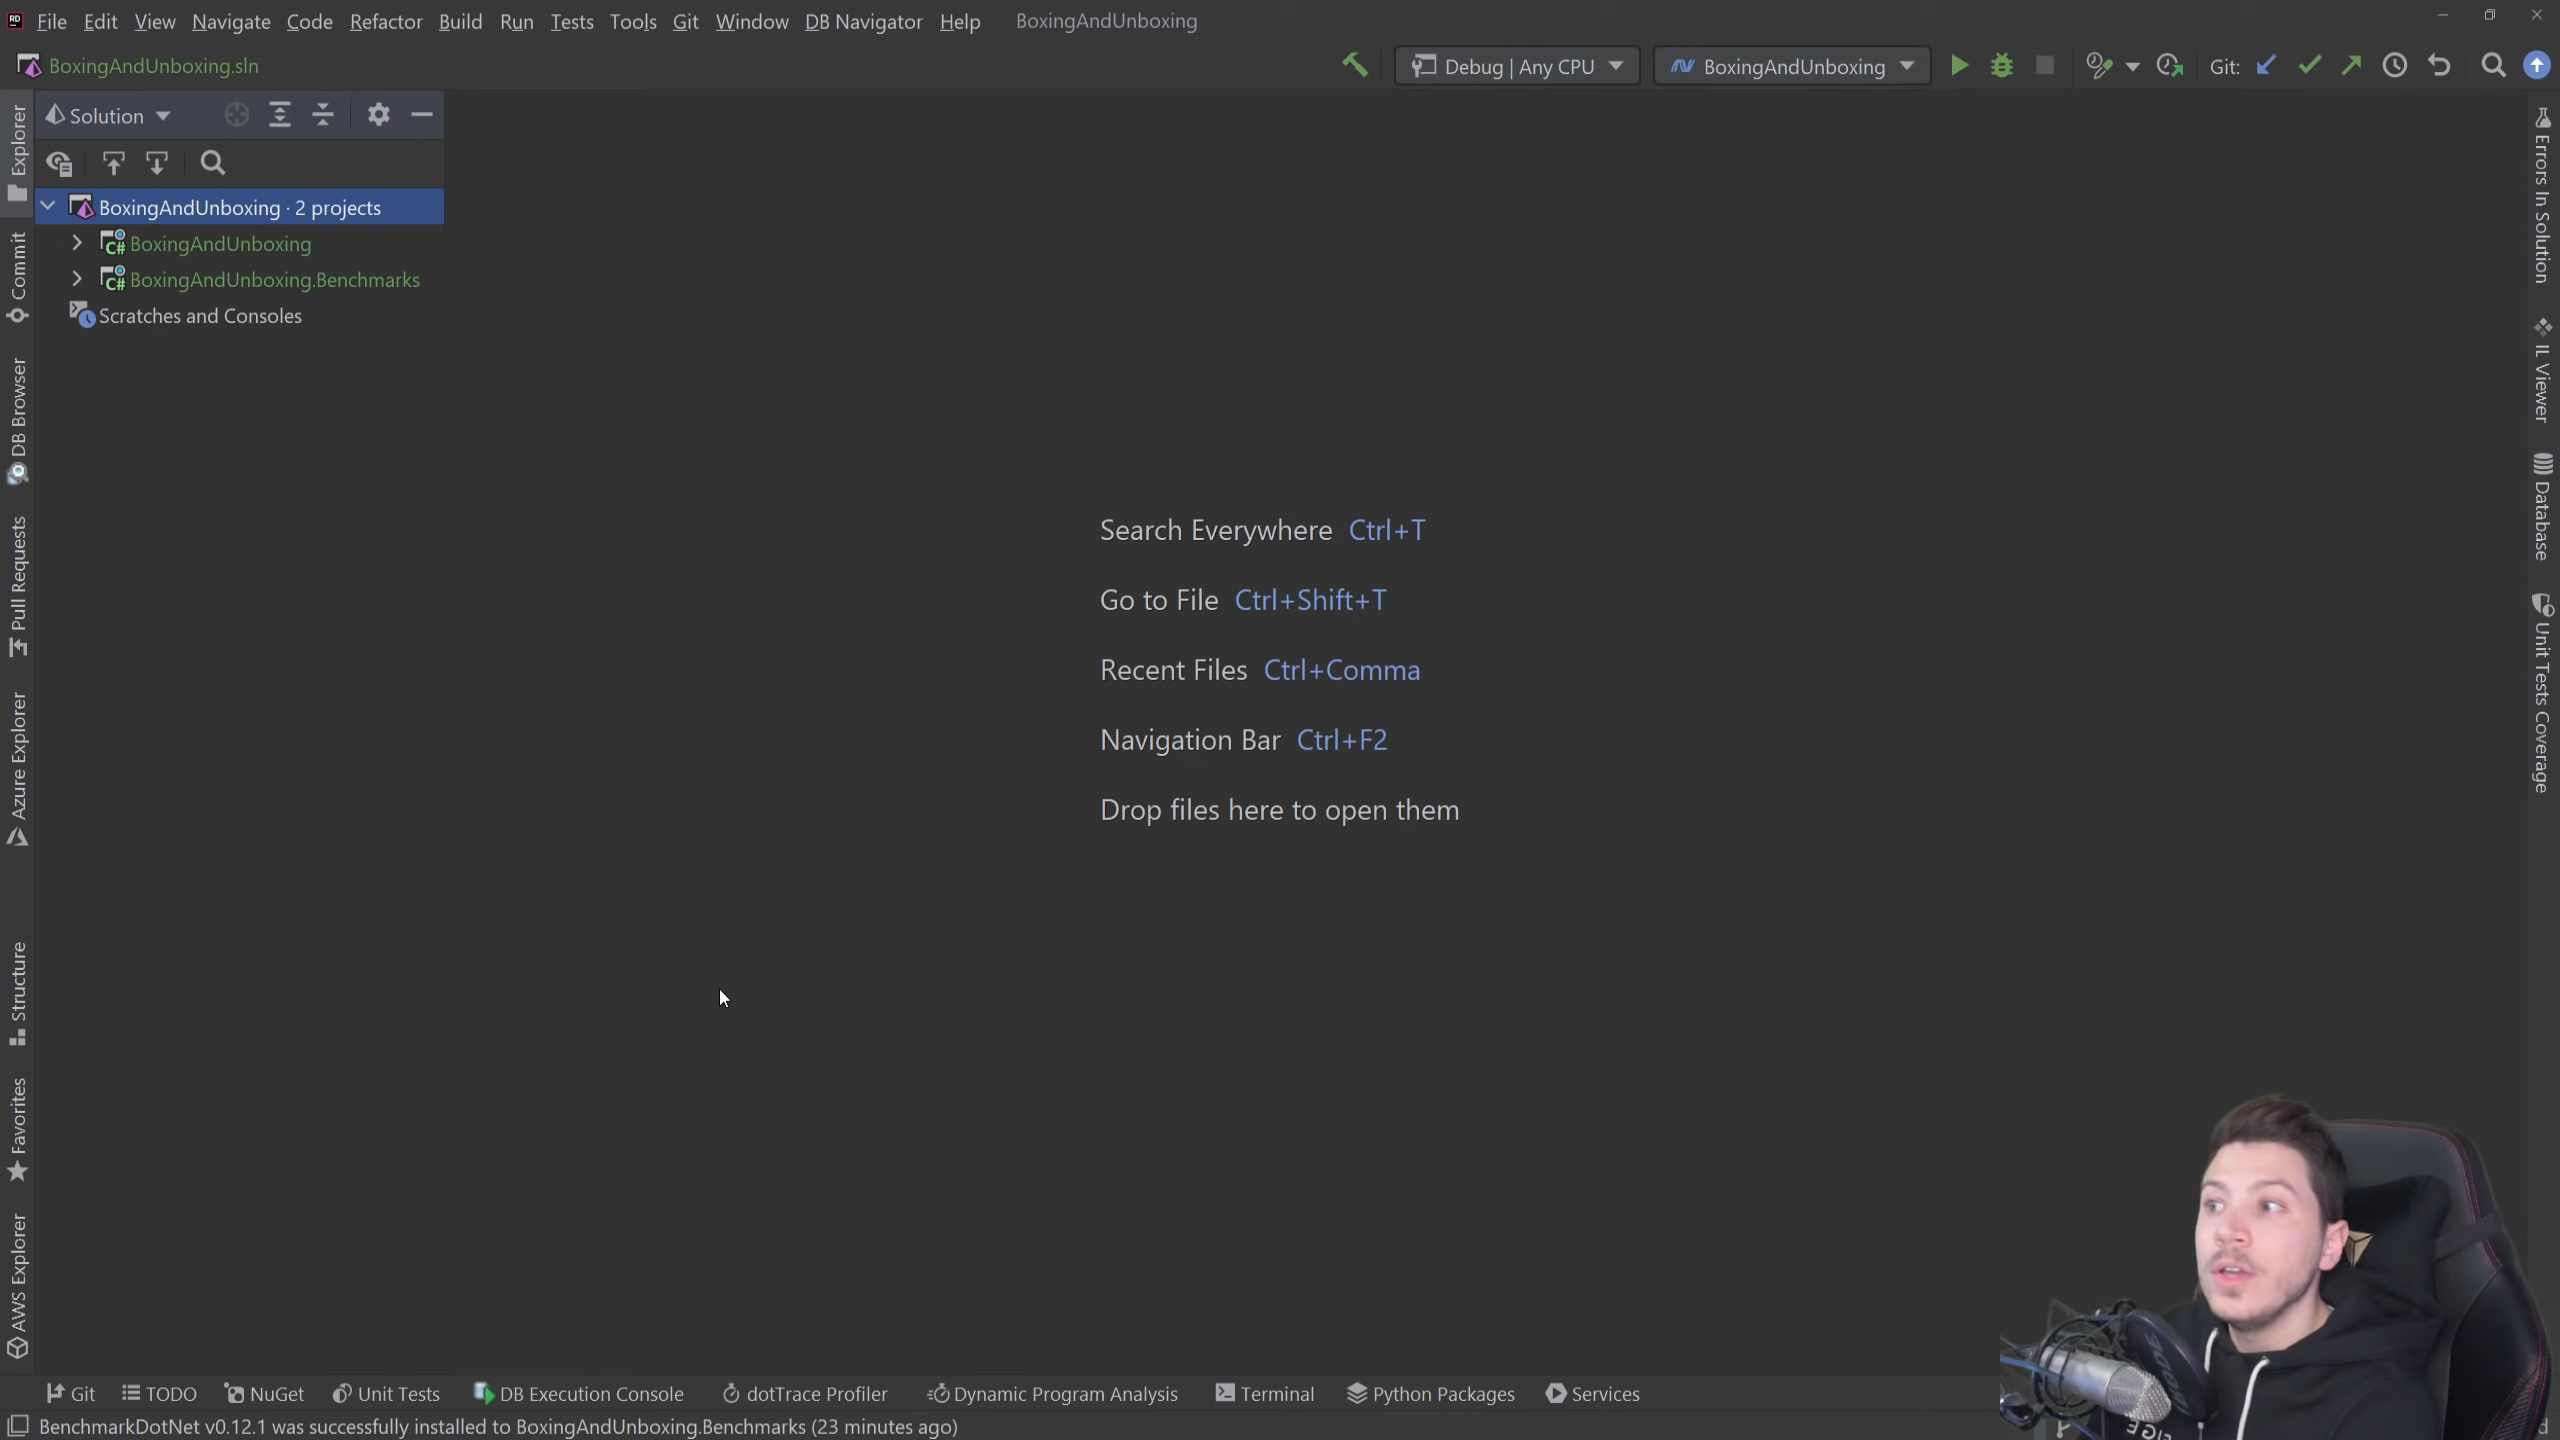 File Edit View Navigate Code Refactor Build Run Tests Tools Git Window DB Navigator Help BoxingAndUnboxing
BoxingAndUnboxing.sln
Debug | Any CPU
BoxingAndUnboxing
Git:
Solution
BoxingAndUnboxing · 2 projects
BoxingAndUnboxing
BoxingAndUnboxing.Benchmarks
Scratches and Consoles
Explorer
Commit
DB Browser
Pull Requests
Azure Explorer
Structure
Favorites
AWS Explorer
Search Everywhere Ctrl+T
Go to File Ctrl+Shift+T
Recent Files Ctrl+Comma
Navigation Bar Ctrl+F2
Drop files here to open them
Errors In Solution
IL Viewer
Database
Unit Tests Coverage
Git TODO NuGet Unit Tests DB Execution Console dotTrace Profiler Dynamic Program Analysis Terminal Python Packages Services
BenchmarkDotNet v0.12.1 was successfully installed to BoxingAndUnboxing.Benchmarks (23 minutes ago)